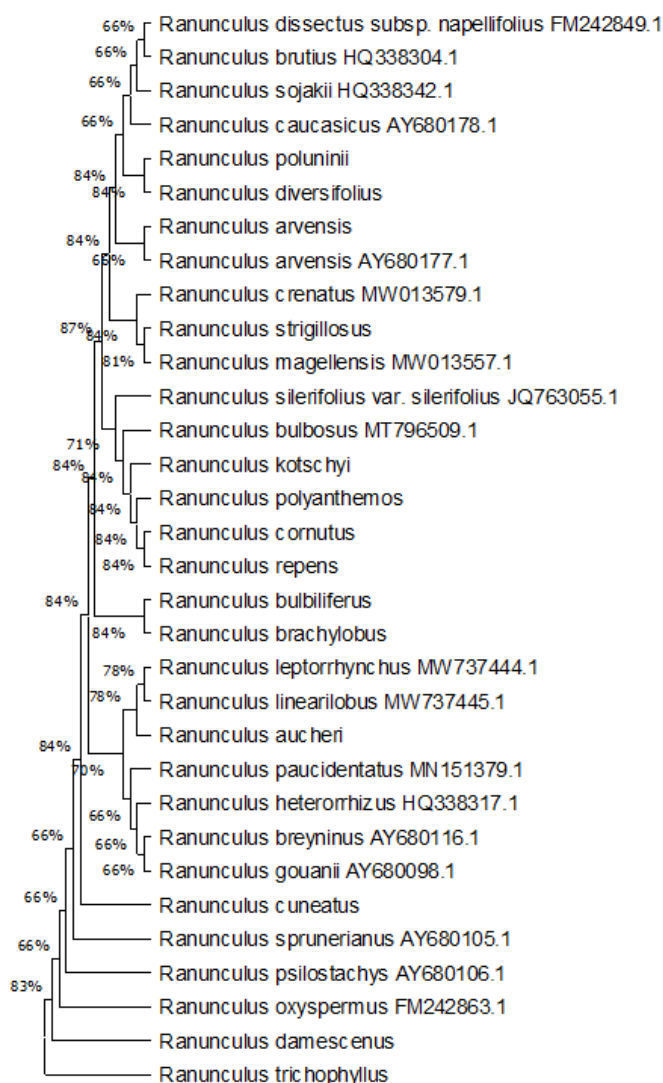 66% Ranunculus dissectus subsp. napellifolius FM242849.1
66% Ranunculus brutius HQ338304.1
66% Ranunculus sojakii HQ338342.1
66% Ranunculus caucasicus AY680178.1
Ranunculus poluninii
84% 84% Ranunculus diversifolius
Ranunculus arvensis
84% 66% Ranunculus arvensis AY680177.1
Ranunculus crenatus MW013579.1
87% 84% Ranunculus strigillosus
81% Ranunculus magellensis MW013557.1
Ranunculus silerifolius var. silerifolius JQ763055.1
71% Ranunculus bulbosus MT796509.1
84% 84% Ranunculus kotschyi
84% Ranunculus polyanthemos
84% Ranunculus cornutus
84% Ranunculus repens
84% Ranunculus bulbiliferus
84% Ranunculus brachylobus
78% Ranunculus leptorrhynchus MW737444.1
78% Ranunculus linearilobus MW737445.1
84% Ranunculus aucheri
70% Ranunculus paucidentatus MN151379.1
66% Ranunculus heterorrhizus HQ338317.1
66% 66% Ranunculus breyninus AY680116.1
66% Ranunculus gouanii AY680098.1
66% Ranunculus cuneatus
66% Ranunculus sprunerianus AY680105.1
83% Ranunculus psilostachys AY680106.1
Ranunculus oxyspermus FM242863.1
Ranunculus damescenus
Ranunculus trichophyllus